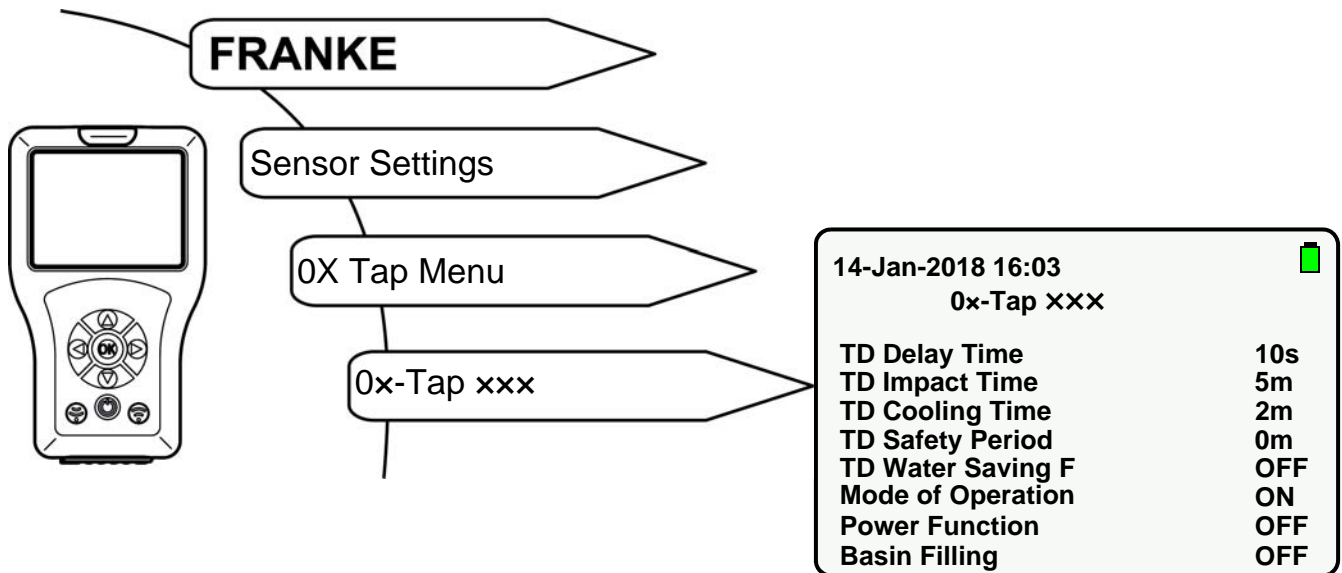 FRANKE
Sensor Settings
0X Tap Menu
0×-Tap ×××
OK
14-Jan-2018 16:03
0×-Tap ×××
TD Delay Time 10s
TD Impact Time 5m
TD Cooling Time 2m
TD Safety Period 0m
TD Water Saving F OFF
Mode of Operation ON
Power Function OFF
Basin Filling OFF